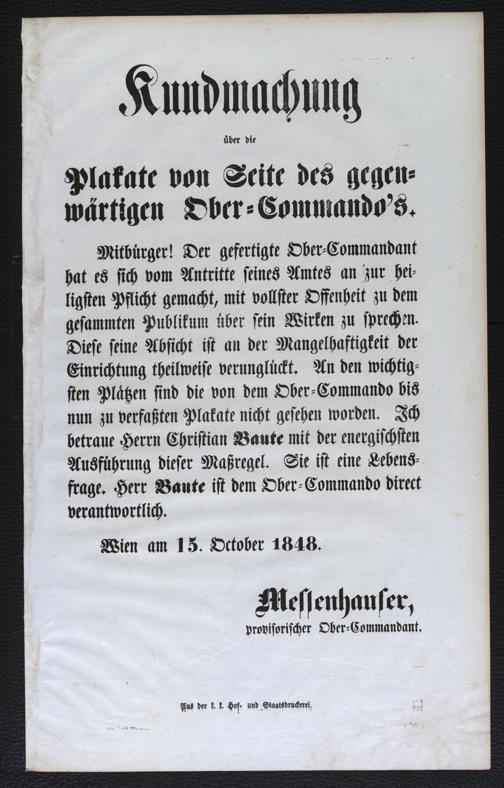 Kundmachung
über die
Plakate von Seite des gegen-
wärtigen Ober-Commando's.
Mitbürger! Der gefertigte Ober-Commandant
hat es sich vom Antritte seines Amtes an zur hei-
ligsten Pflicht gemacht, mit vollster Offenheit zu dem
gesammten Publikum über sein Wirken zu sprechen.
Diese seine Absicht ist an der Mangelhaftigkeit der
Einrichtung theilweise verunglückt. An den wichtig-
sten Plätzen sind die von dem Ober-Commando bis
nun zu verfaßten Plakate nicht gesehen worden. Ich
betraue Herrn Christian Baute mit der energischsten
Ausführung dieser Maßregel. Sie ist eine Lebens-
frage. Herr Baute ist dem Ober-Commando direct
verantwortlich.
Wien am 15. October 1848.
Messenhauser,
provisorischer Ober-Commandant.
Aus der k. k. Hof- und Staatsdruckerei.